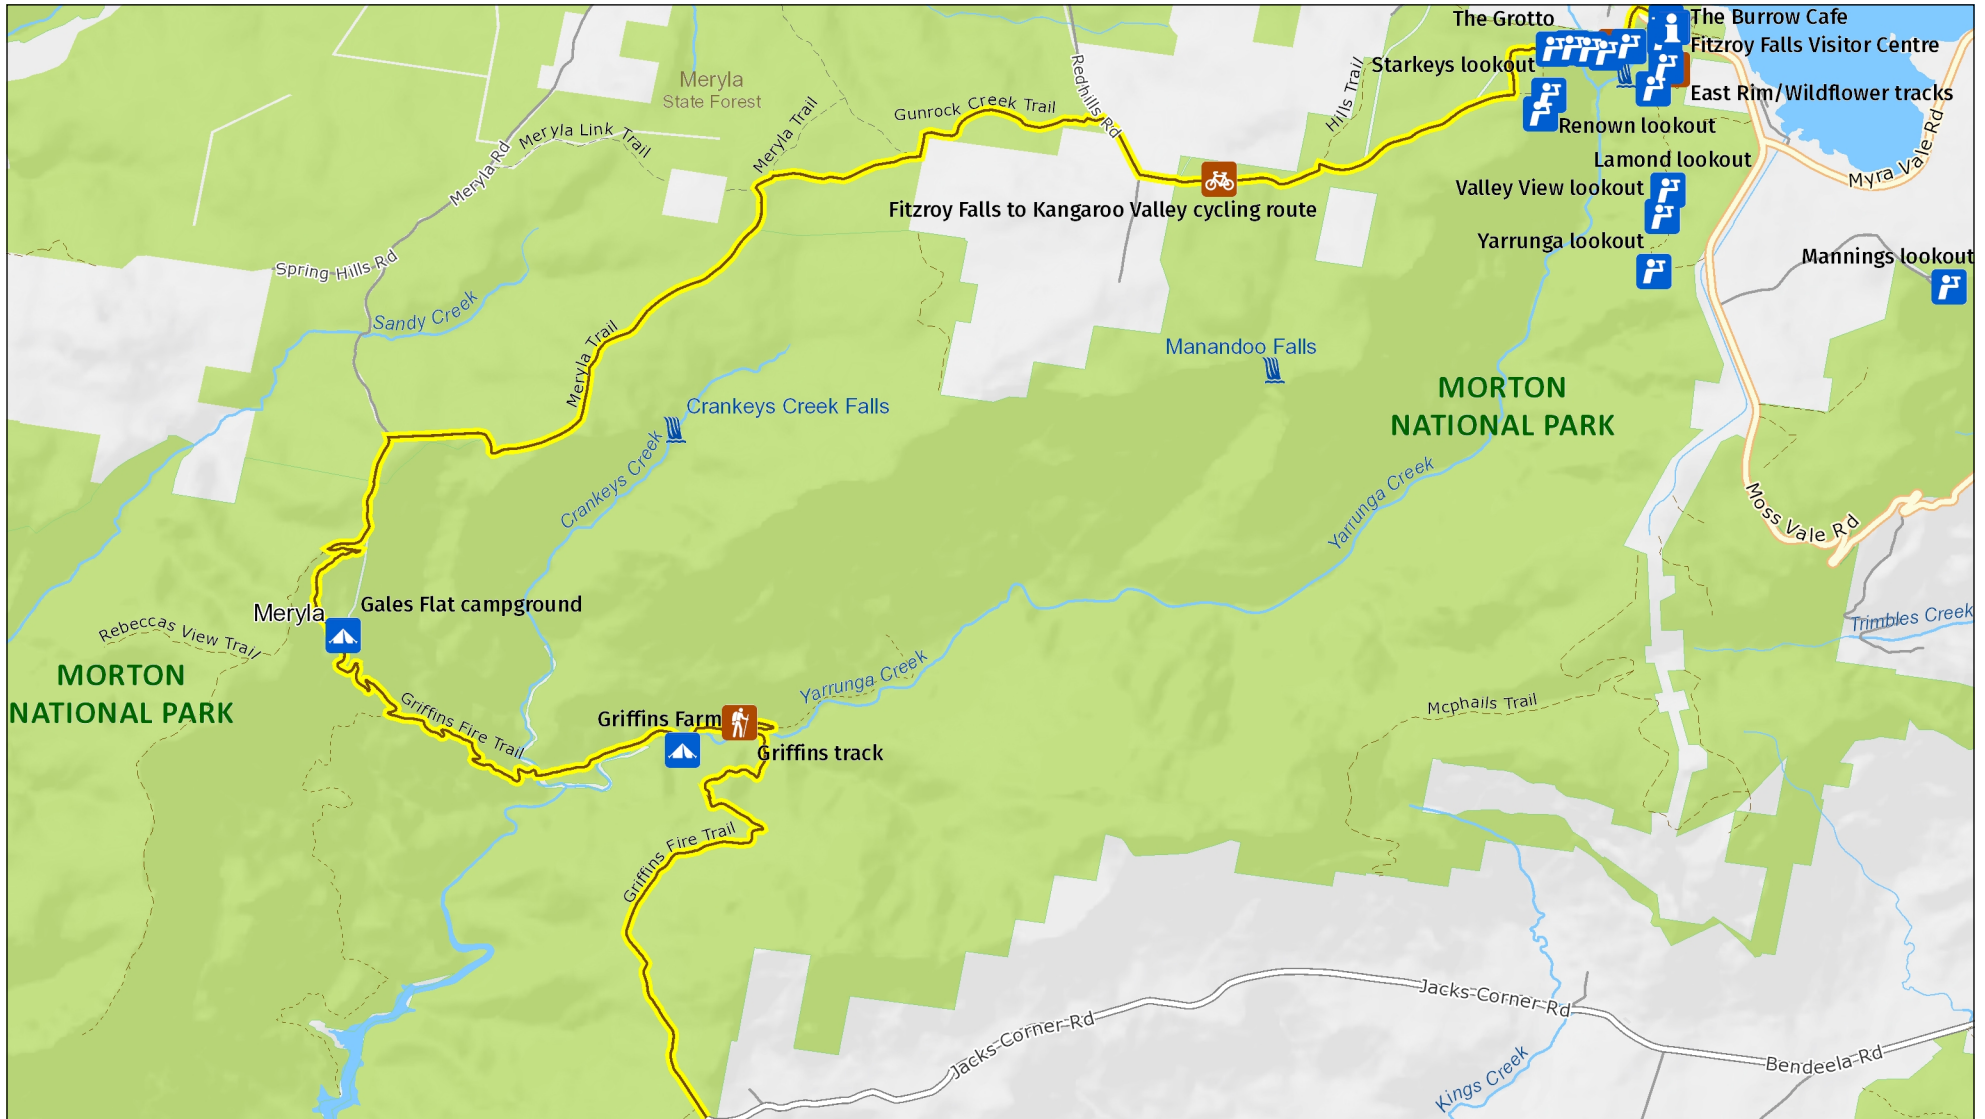 The Grotto
The Burrow Cafe
Fitzroy Falls Visitor Centre
Starkeys lookout
East Rim/Wildflower tracks
Renown lookout
Lamond lookout
Valley View lookout
Yarrunga lookout
Mannings lookout
Myra Vale Rd
Meryla
State Forest
Meryla Link Trail
Meryla Trail
Gunrock Creek Trail
Redhills Rd
Hills Trail
Meryla Rd
Spring Hills Rd
Sandy Creek
Fitzroy Falls to Kangaroo Valley cycling route
Meryla Trail
Manandoo Falls
Crankeys Creek Falls
Crankeys Creek
MORTON
NATIONAL PARK
Yarrunga Creek
Moss Vale Rd
Trimbles Creek
Gales Flat campground
Meryla
Rebeccas View Trail
MORTON
NATIONAL PARK
Griffins Fire Trail
Griffins Farm
Griffins track
Yarrunga Creek
Mcphails Trail
Griffins Fire Trail
Jacks Corner Rd
Jacks Corner Rd
Bendeela Rd
Kings Creek